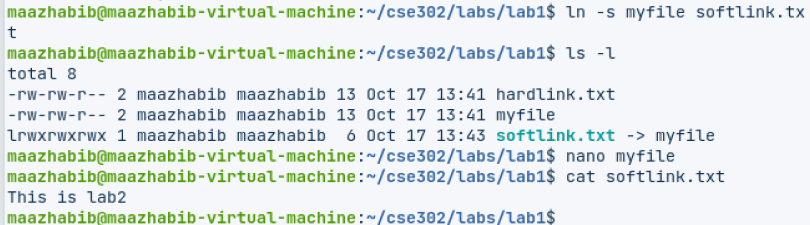 maazhabib@maazhabib-virtual-machine:~/cse302/labs/lab1$ ln -s myfile softlink.tx
t
maazhabib@maazhabib-virtual-machine:~/cse302/labs/lab1$ ls -l
total 8
-rw-rw-r-- 2 maazhabib maazhabib 13 Oct 17 13:41 hardlink.txt
-rw-rw-r-- 2 maazhabib maazhabib 13 Oct 17 13:41 myfile
lrwxrwxrwx 1 maazhabib maazhabib  6 Oct 17 13:43 softlink.txt -> myfile
maazhabib@maazhabib-virtual-machine:~/cse302/labs/lab1$ nano myfile
maazhabib@maazhabib-virtual-machine:~/cse302/labs/lab1$ cat softlink.txt
This is lab2
maazhabib@maazhabib-virtual-machine:~/cse302/labs/lab1$